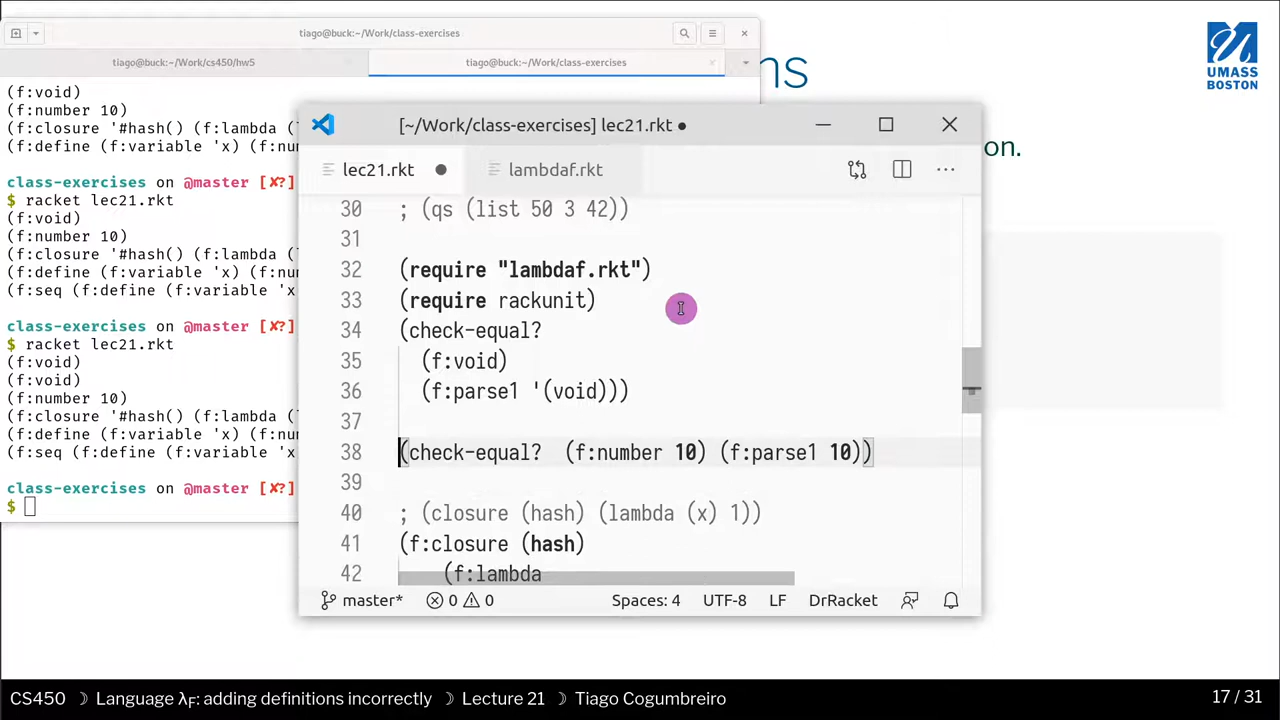 tiago@buck:~/Work/class-exercises
tiago@buck:~/Work/cs450/hw5
tiago@buck:~/Work/class-exercises
(f:void)
(f:number 10)
(f:closure '#hash() (f:lambda (
(f:define (f:variable 'x) (f:nu
class-exercises on @master [✘?]
$ racket lec21.rkt
(f:void)
(f:number 10)
(f:closure '#hash() (f:lambda (
(f:define (f:variable 'x) (f:nu
(f:seq (f:define (f:variable 'x
class-exercises on @master [✘?]
$ racket lec21.rkt
(f:void)
(f:void)
(f:number 10)
(f:closure '#hash() (f:lambda (
(f:define (f:variable 'x) (f:nu
(f:seq (f:define (f:variable 'x
class-exercises on @master [✘?]
$
ns
on.
UMASS
BOSTON
[~/Work/class-exercises] lec21.rkt ●
lec21.rkt ●
lambdaf.rkt
30 ; (qs (list 50 3 42))
31
32 (require "lambdaf.rkt")
33 (require rackunit)
34 (check-equal?
35 (f:void)
36 (f:parse1 '(void)))
37
38 (check-equal?  (f:number 10) (f:parse1 10))
39
40 ; (closure (hash) (lambda (x) 1))
41 (f:closure (hash)
42 (f:lambda
master* 0 0 Spaces: 4 UTF-8 LF DrRacket
CS450 ☽ Language λF: adding definitions incorrectly ☽ Lecture 21 ☽ Tiago Cogumbreiro
17 / 31